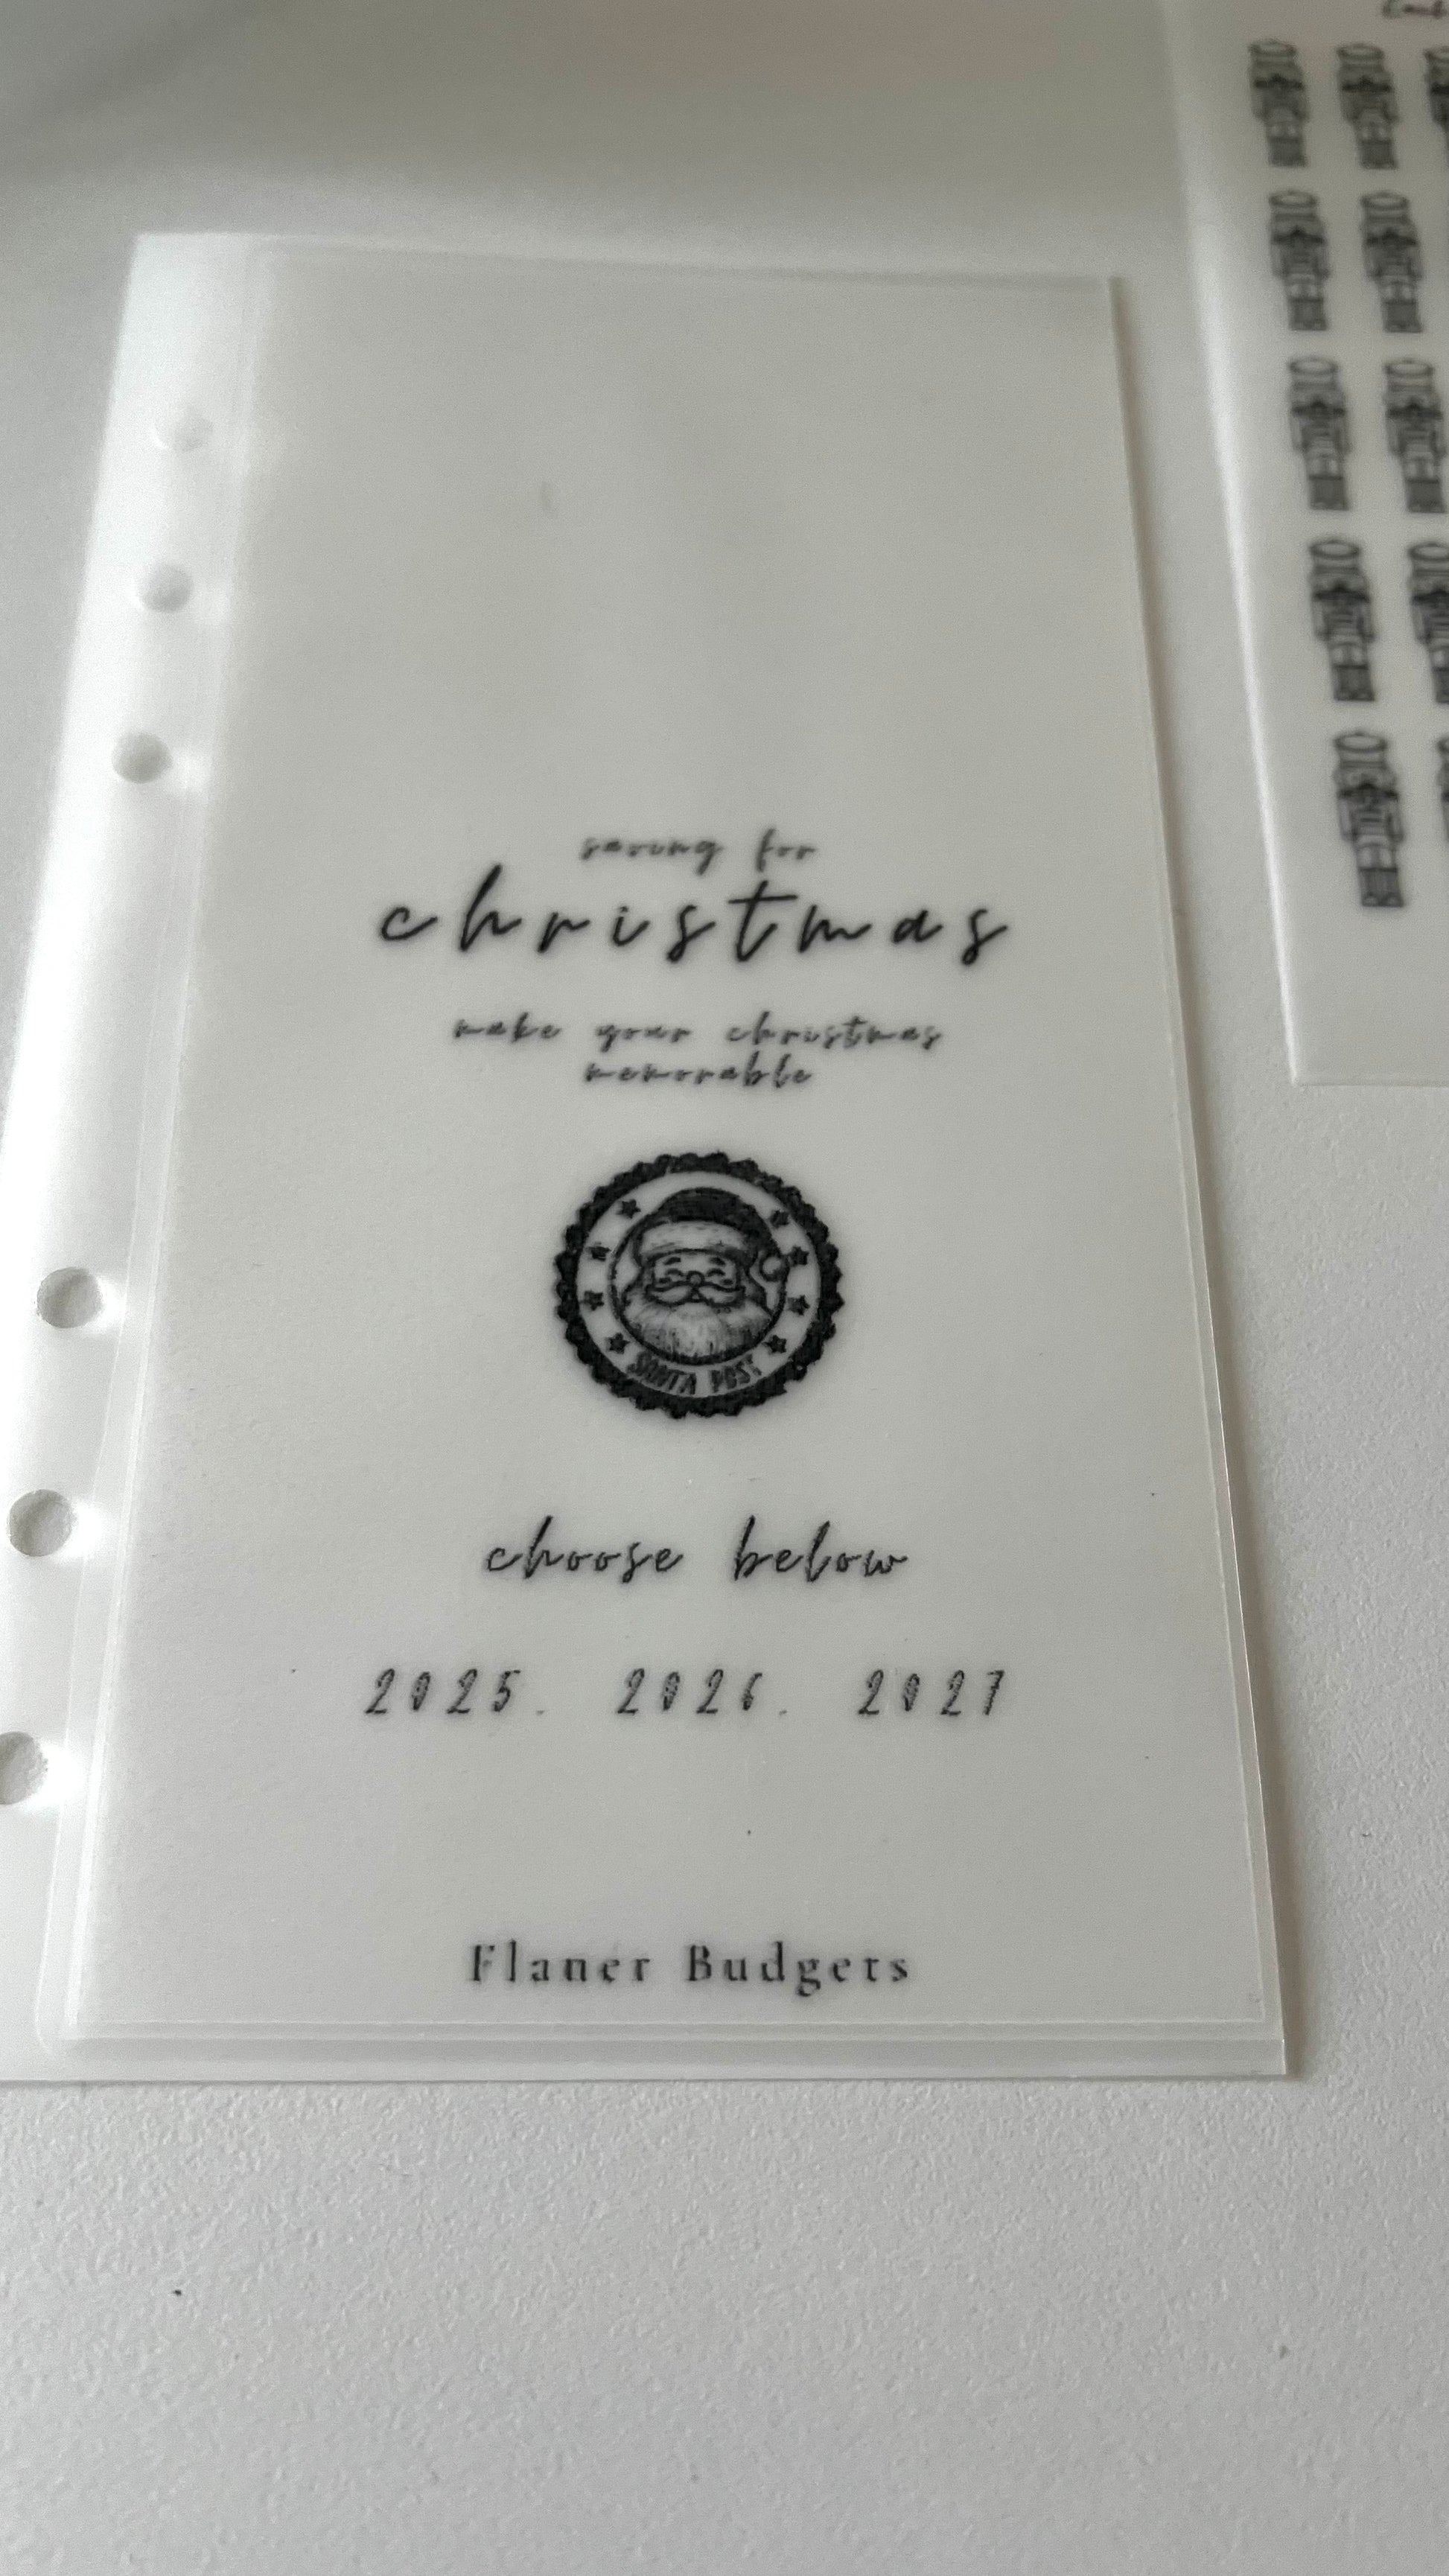 saving for
christmas
make your christmas
memorable
SANTA POST
choose below
2025. 2026. 2027
Flaner Budgets